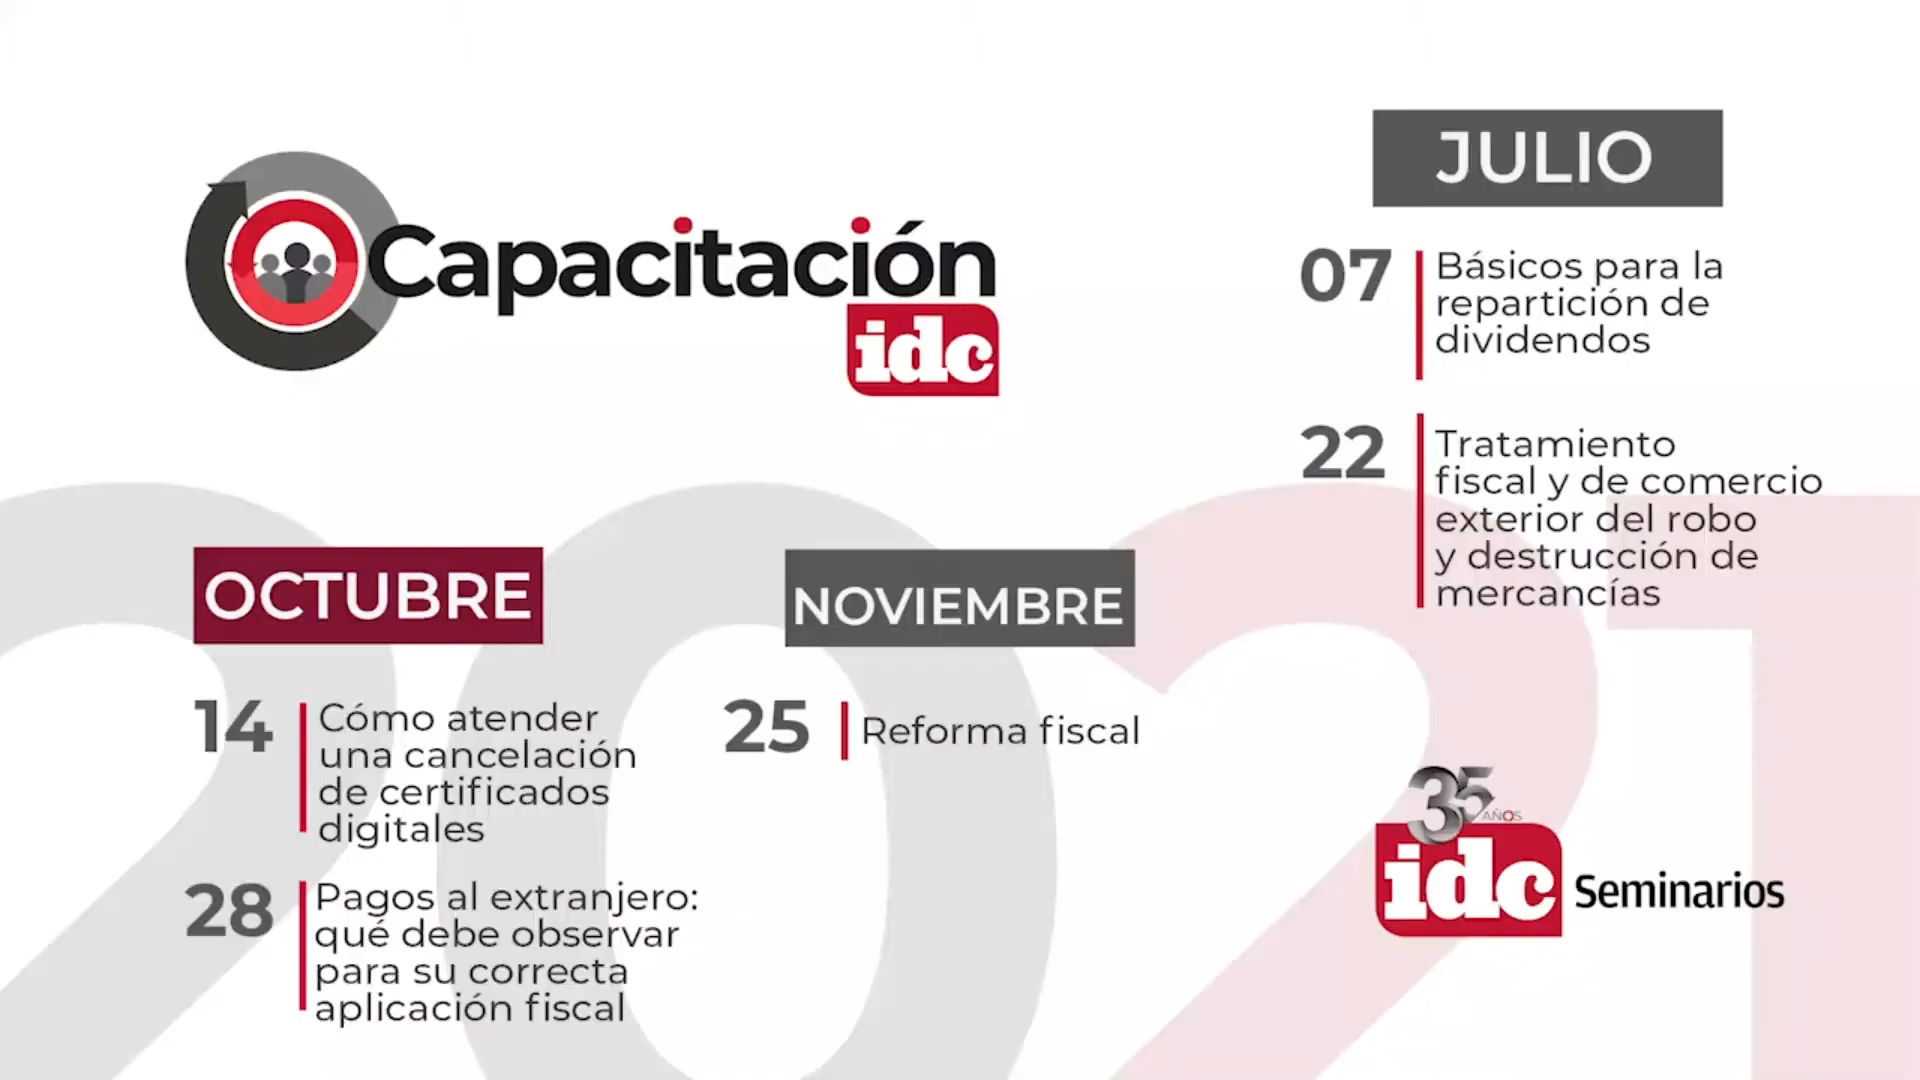 Capacitación
idc
JULIO
07
Básicos para la
repartición de
dividendos
22
Tratamiento
fiscal y de comercio
exterior del robo
y destrucción de
mercancías
OCTUBRE
14
Cómo atender
una cancelación
de certificados
digitales
28
Pagos al extranjero:
qué debe observar
para su correcta
aplicación fiscal
NOVIEMBRE
25
Reforma fiscal
35 AÑOS
idc Seminarios
2021